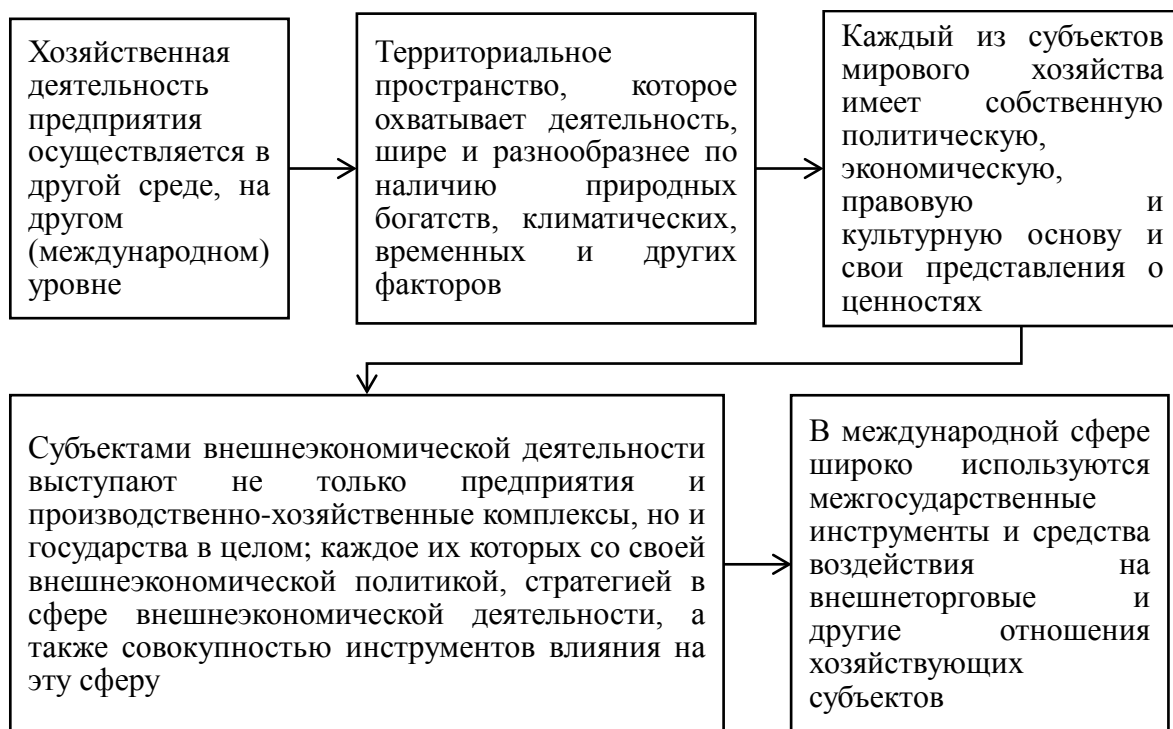 Хозяйственная
деятельность
предприятия
осуществляется в
другой среде, на
другом
(международном)
уровне
Территориальное
пространство, которое
охватывает деятельность,
шире и разнообразнее по
наличию природных
богатств, климатических,
временных и других
факторов
Каждый из субъектов
мирового хозяйства
имеет собственную
политическую,
экономическую,
правовую и
культурную основу и
свои представления о
ценностях
Субъектами внешнеэкономической деятельности
выступают не только предприятия и
производственно-хозяйственные комплексы, но и
государства в целом; каждое их которых со своей
внешнеэкономической политикой, стратегией в
сфере внешнеэкономической деятельности, а
также совокупностью инструментов влияния на
эту сферу
В международной сфере
широко используются
межгосударственные
инструменты и средства
воздействия на
внешнеторговые и
другие отношения
хозяйствующих
субъектов